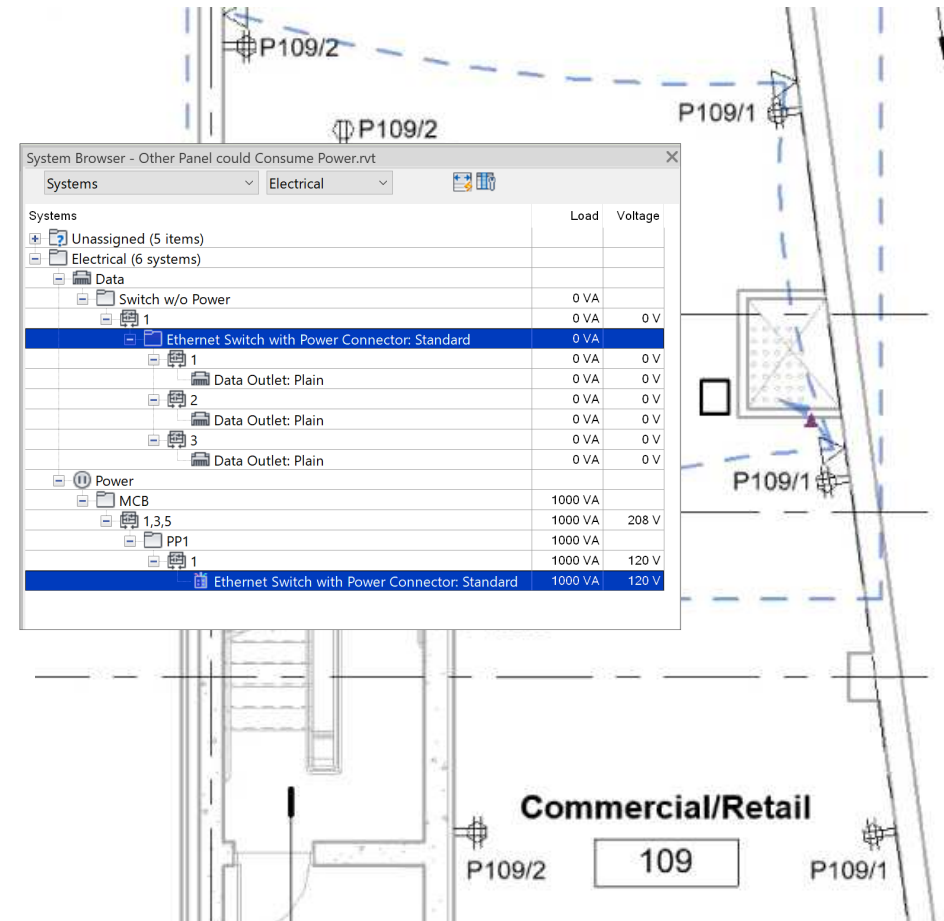 P109/2
P109/2
P109/1
System Browser - Other Panel could Consume Power.rvt
Systems Electrical
Systems Load Voltage
Unassigned (5 items)
Electrical (6 systems)
Data
Switch w/o Power 0 VA
1 0 VA 0 V
Ethernet Switch with Power Connector: Standard 0 VA
1 0 VA 0 V
Data Outlet: Plain 0 VA 0 V
2 0 VA 0 V
Data Outlet: Plain 0 VA 0 V
3 0 VA 0 V
Data Outlet: Plain 0 VA 0 V
Power
MCB 1000 VA
1,3,5 1000 VA 208 V
PP1 1000 VA
1 1000 VA 120 V
Ethernet Switch with Power Connector: Standard 1000 VA 120 V
P109/1
Commercial/Retail
109
P109/2
P109/1